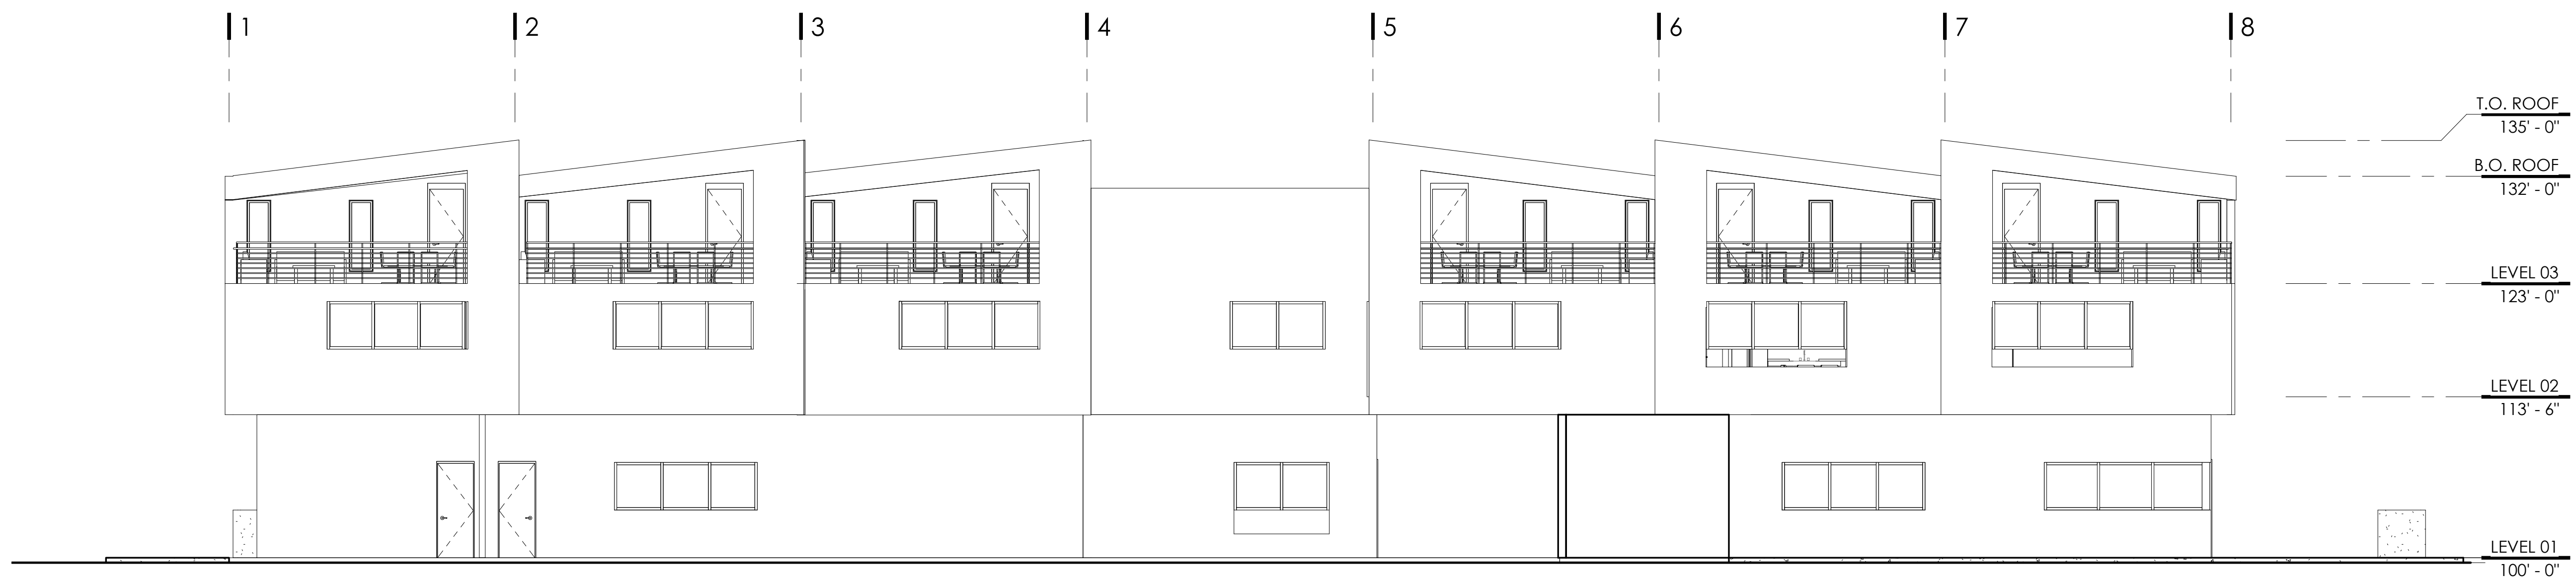 1
2
3
4
5
6
7
8
T.O. ROOF
135' - 0"
B.O. ROOF
132' - 0"
LEVEL 03
123' - 0"
LEVEL 02
113' - 6"
LEVEL 01
100' - 0"